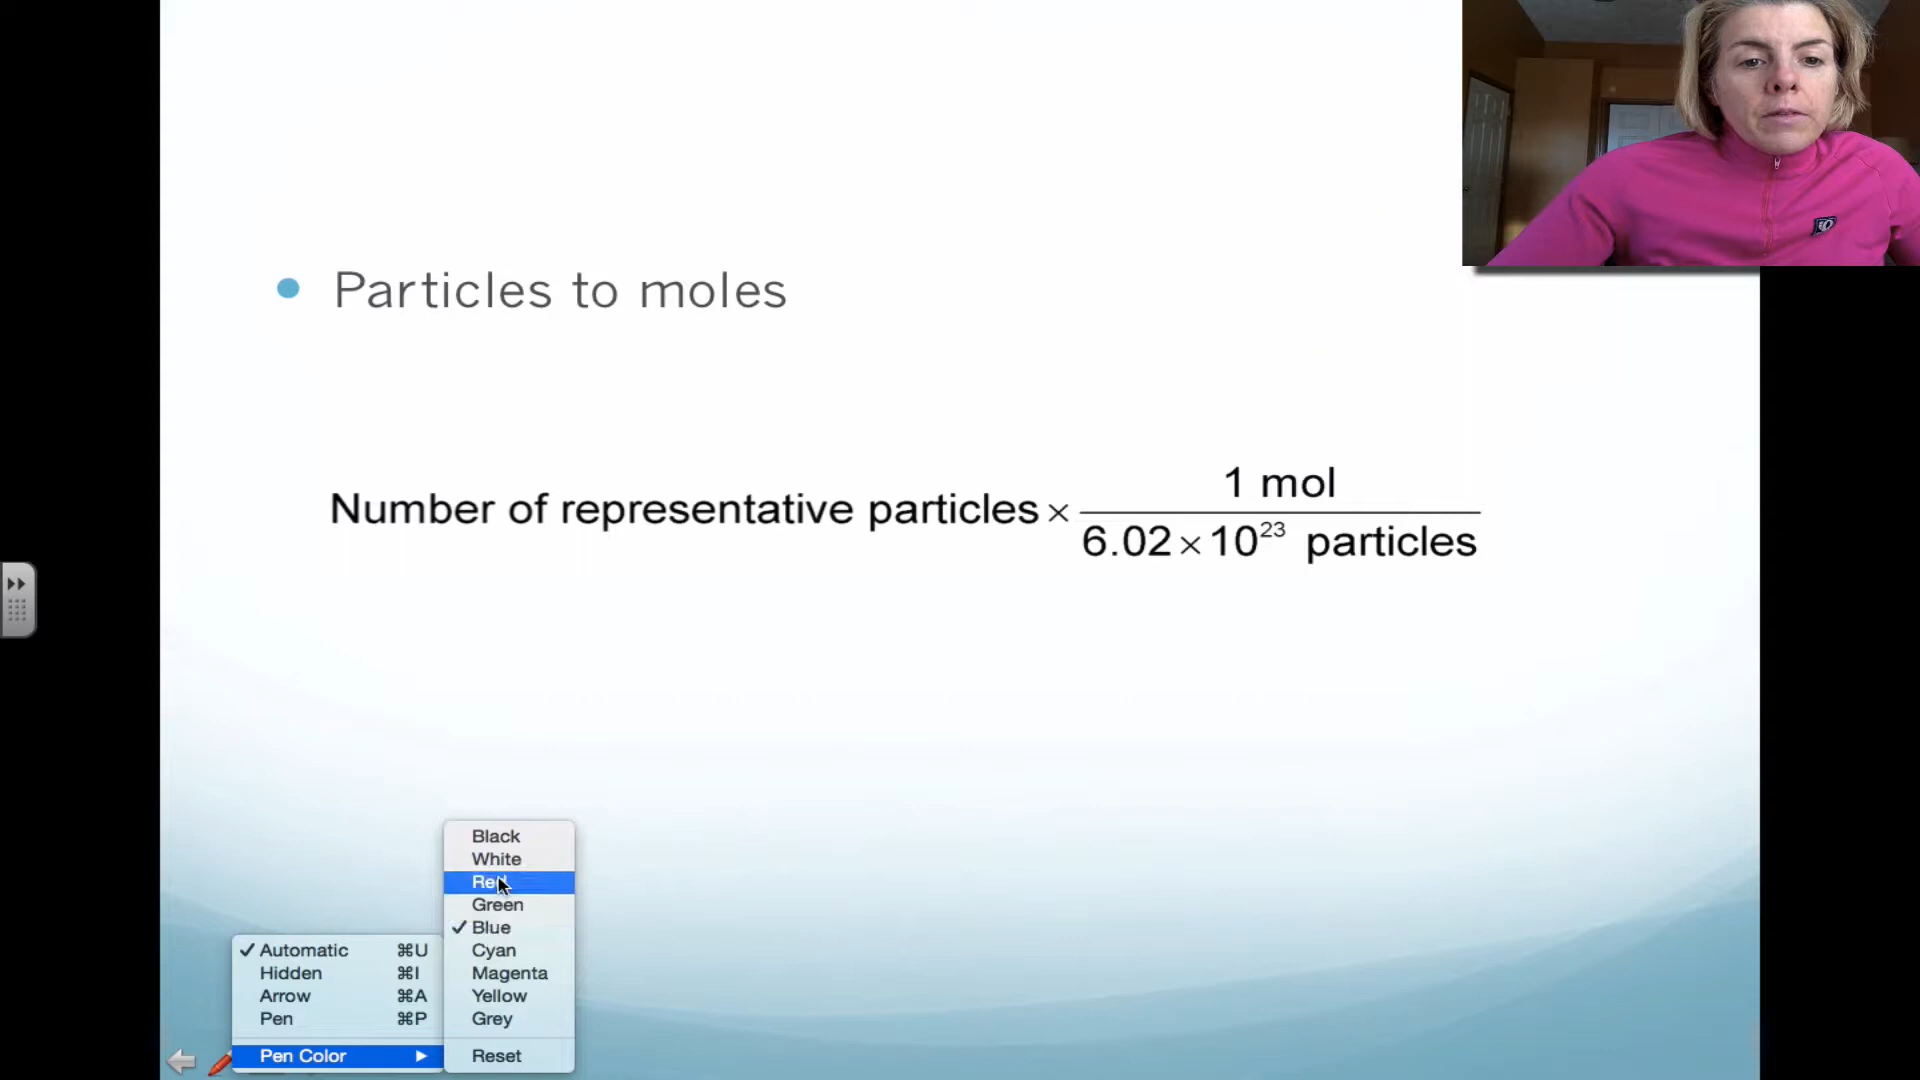 Particles to moles
Number of representative particles × 1 mol / 6.02×10²³ particles
Black
White
Red
Green
✓ Blue
Cyan
Magenta
Yellow
Grey
Reset
✓ Automatic ⌘U
Hidden ⌘I
Arrow ⌘A
Pen ⌘P
Pen Color ▶